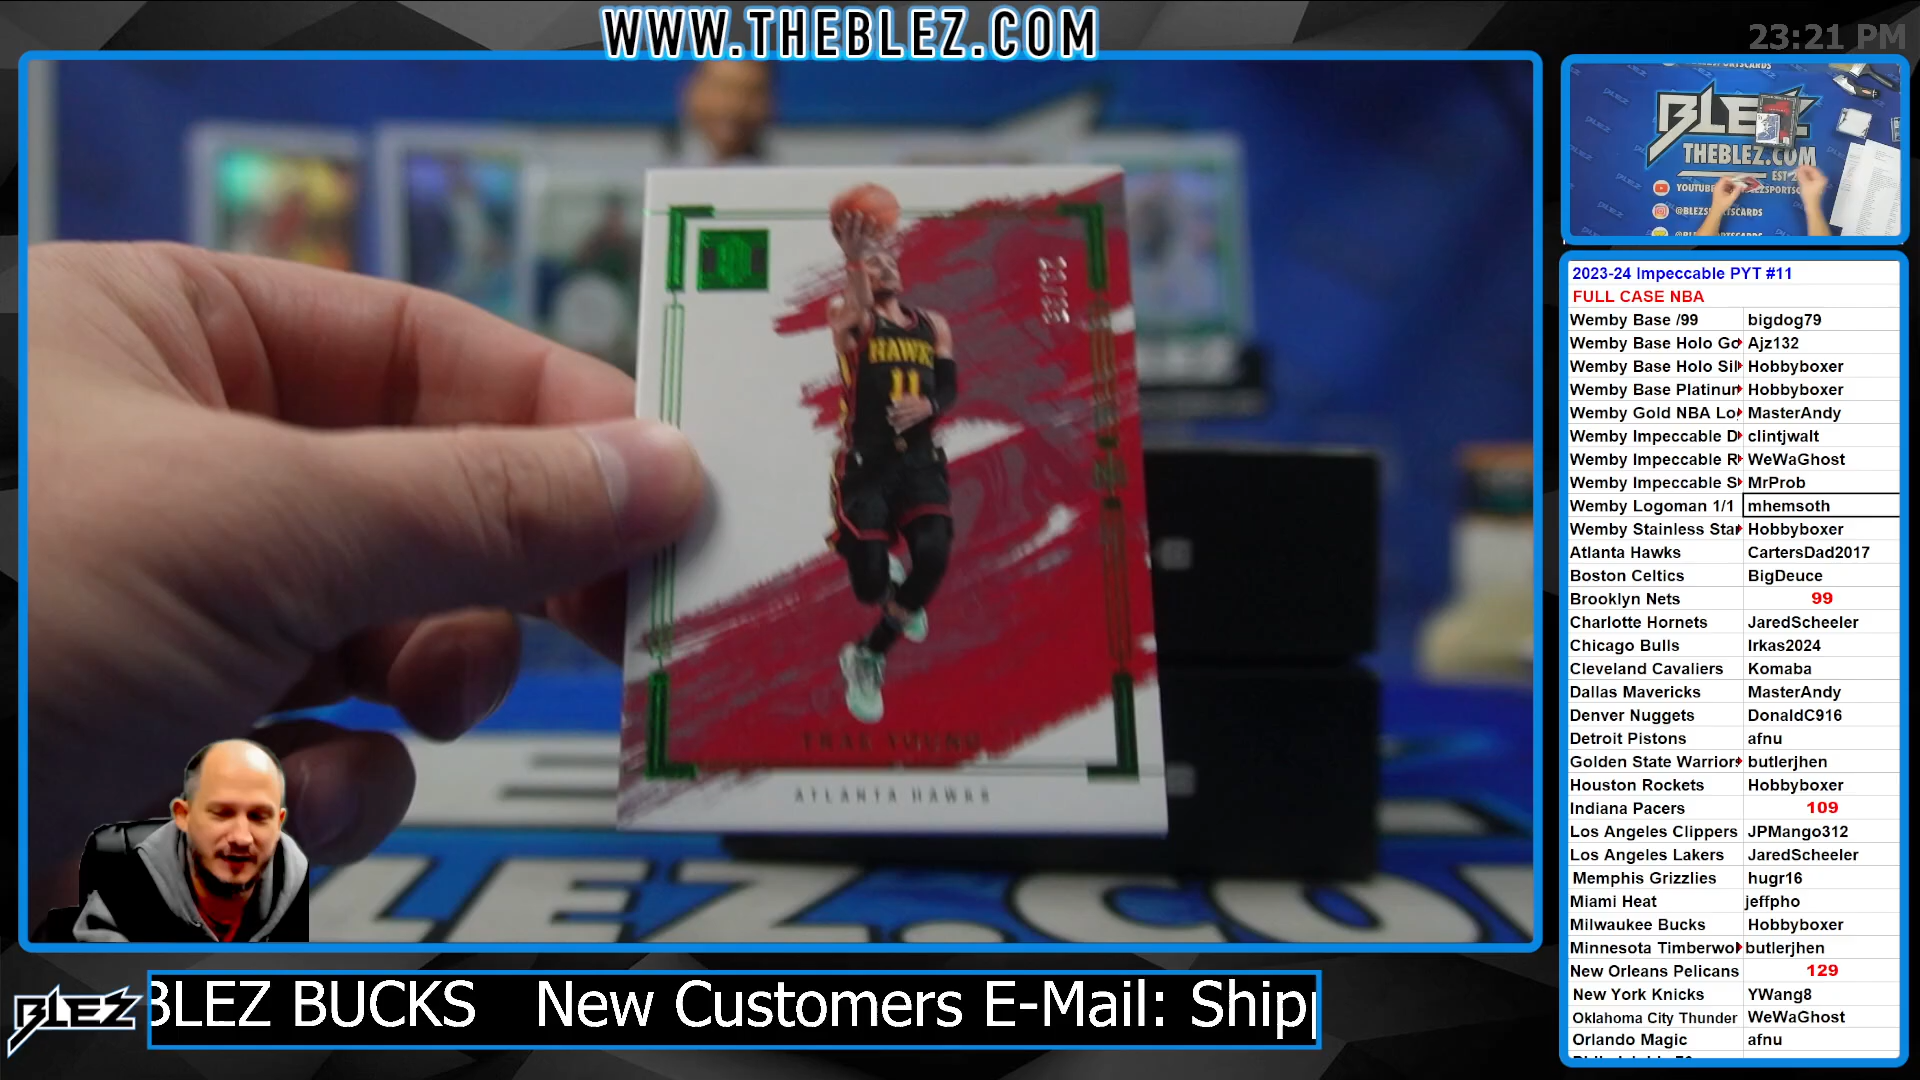 WWW.THEBLEZ.COM
23:21 PM
HAWKS
11
TRAE YOUNG
ATLANTA HAWKS
BLEZ
THEBLEZ.COM
2023-24 Impeccable PYT #11
FULL CASE NBA
Wemby Base /99 bigdog79
Wemby Base Holo Go Ajz132
Wemby Base Holo Sil Hobbyboxer
Wemby Base Platinum Hobbyboxer
Wemby Gold NBA Lo MasterAndy
Wemby Impeccable D clintjwalt
Wemby Impeccable R WeWaGhost
Wemby Impeccable S MrProb
Wemby Logoman 1/1 mhemsoth
Wemby Stainless Star Hobbyboxer
Atlanta Hawks CartersDad2017
Boston Celtics BigDeuce
Brooklyn Nets 99
Charlotte Hornets JaredScheeler
Chicago Bulls Irkas2024
Cleveland Cavaliers Komaba
Dallas Mavericks MasterAndy
Denver Nuggets DonaldC916
Detroit Pistons afnu
Golden State Warriors butlerjhen
Houston Rockets Hobbyboxer
Indiana Pacers 109
Los Angeles Clippers JPMango312
Los Angeles Lakers JaredScheeler
Memphis Grizzlies hugr16
Miami Heat jeffpho
Milwaukee Bucks Hobbyboxer
Minnesota Timberwol butlerjhen
New Orleans Pelicans 129
New York Knicks YWang8
Oklahoma City Thunder WeWaGhost
Orlando Magic afnu
BLEZ
BLEZ BUCKS New Customers E-Mail: Ship